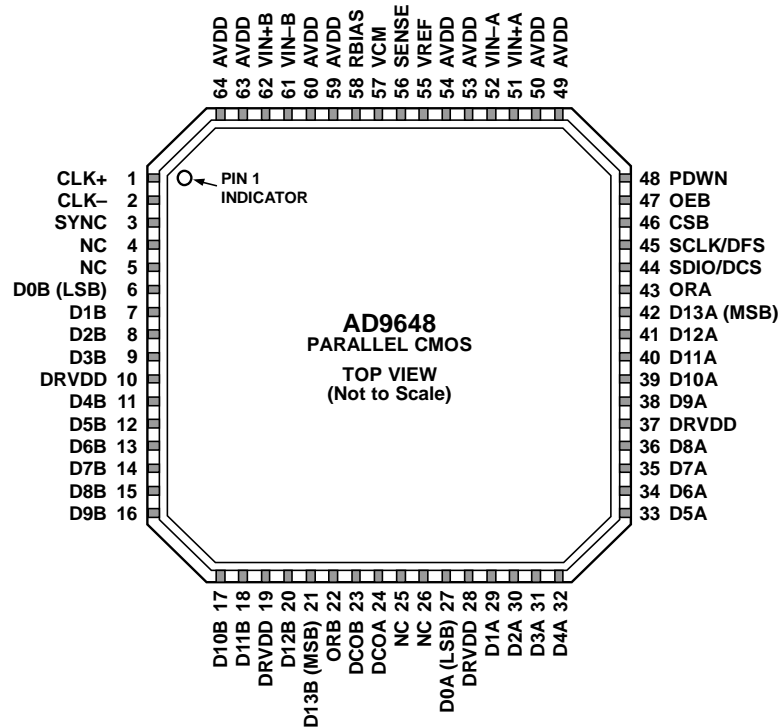 64 AVDD
63 AVDD
62 VIN+B
61 VIN–B
60 AVDD
59 AVDD
58 RBIAS
57 VCM
56 SENSE
55 VREF
54 AVDD
53 AVDD
52 VIN–A
51 VIN+A
50 AVDD
49 AVDD
CLK+ 1
CLK– 2
SYNC 3
NC 4
NC 5
D0B (LSB) 6
D1B 7
D2B 8
D3B 9
DRVDD 10
D4B 11
D5B 12
D6B 13
D7B 14
D8B 15
D9B 16
PIN 1
INDICATOR
AD9648
PARALLEL CMOS
TOP VIEW
(Not to Scale)
48 PDWN
47 OEB
46 CSB
45 SCLK/DFS
44 SDIO/DCS
43 ORA
42 D13A (MSB)
41 D12A
40 D11A
39 D10A
38 D9A
37 DRVDD
36 D8A
35 D7A
34 D6A
33 D5A
D10B 17
D11B 18
DRVDD 19
D12B 20
D13B (MSB) 21
ORB 22
DCOB 23
DCOA 24
NC 25
NC 26
D0A (LSB) 27
DRVDD 28
D1A 29
D2A 30
D3A 31
D4A 32